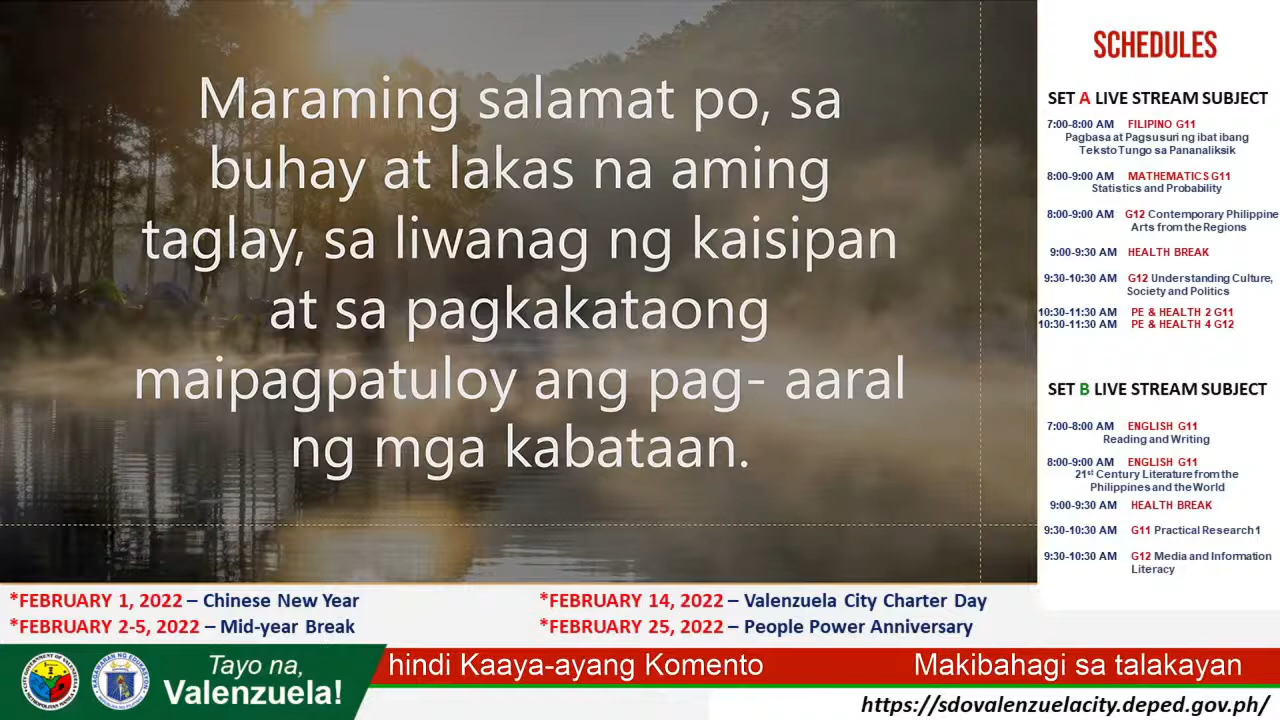 Maraming salamat po, sa
buhay at lakas na aming
taglay, sa liwanag ng kaisipan
at sa pagkakataong
maipagpatuloy ang pag- aaral
ng mga kabataan.
SCHEDULES
SET A LIVE STREAM SUBJECT
7:00-8:00 AM FILIPINO G11
Pagbasa at Pagsusuri ng ibat ibang
Teksto Tungo sa Pananaliksik
8:00-9:00 AM MATHEMATICS G11
Statistics and Probability
8:00-9:00 AM G12 Contemporary Philippine
Arts from the Regions
9:00-9:30 AM HEALTH BREAK
9:30-10:30 AM G12 Understanding Culture,
Society and Politics
10:30-11:30 AM PE & HEALTH 2 G11
10:30-11:30 AM PE & HEALTH 4 G12
SET B LIVE STREAM SUBJECT
7:00-8:00 AM ENGLISH G11
Reading and Writing
8:00-9:00 AM ENGLISH G11
21st Century Literature from the
Philippines and the World
9:00-9:30 AM HEALTH BREAK
9:30-10:30 AM G11 Practical Research 1
9:30-10:30 AM G12 Media and Information
Literacy
*FEBRUARY 1, 2022 – Chinese New Year
*FEBRUARY 2-5, 2022 – Mid-year Break
*FEBRUARY 14, 2022 – Valenzuela City Charter Day
*FEBRUARY 25, 2022 – People Power Anniversary
Tayo na,
Valenzuela!
hindi Kaaya-ayang Komento Makibahagi sa talakayan
https://sdovalenzuelacity.deped.gov.ph/